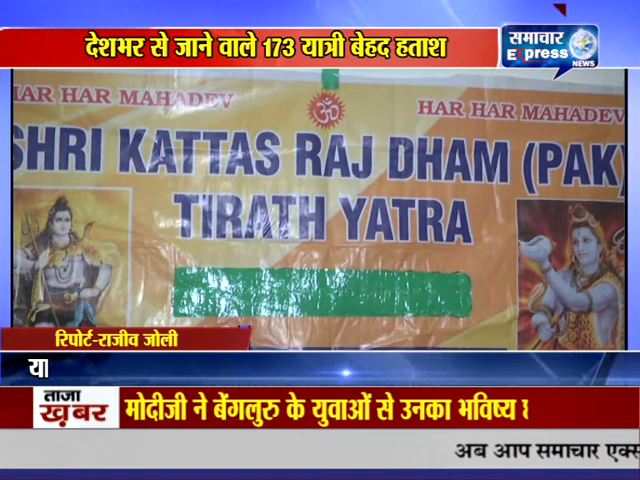 देशभर से जाने वाले 173 यात्री बेहद हताश
समाचार
Express
NEWS
HAR HAR MAHADEV
ॐ
HAR HAR MAHADEV
SHRI KATTAS RAJ DHAM (PAK)
TIRATH YATRA
रिपोर्ट-राजीव जोली
या
ताजा
ख़बर
मोदीजी ने बेंगलुरु के युवाओं से उनका भविष्य
अब आप समाचार एक्स